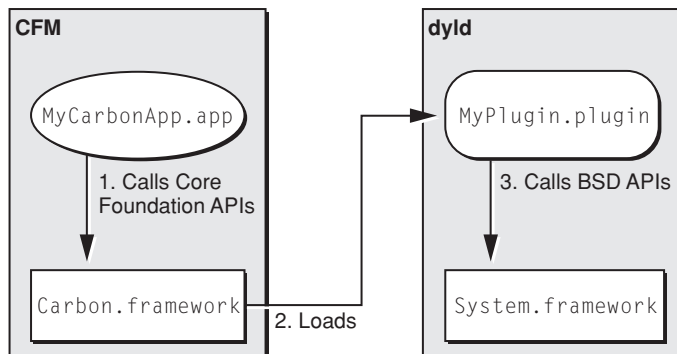 CFM
MyCarbonApp.app
1. Calls Core
Foundation APIs
Carbon.framework
2. Loads
dyld
MyPlugin.plugin
3. Calls BSD APIs
System.framework